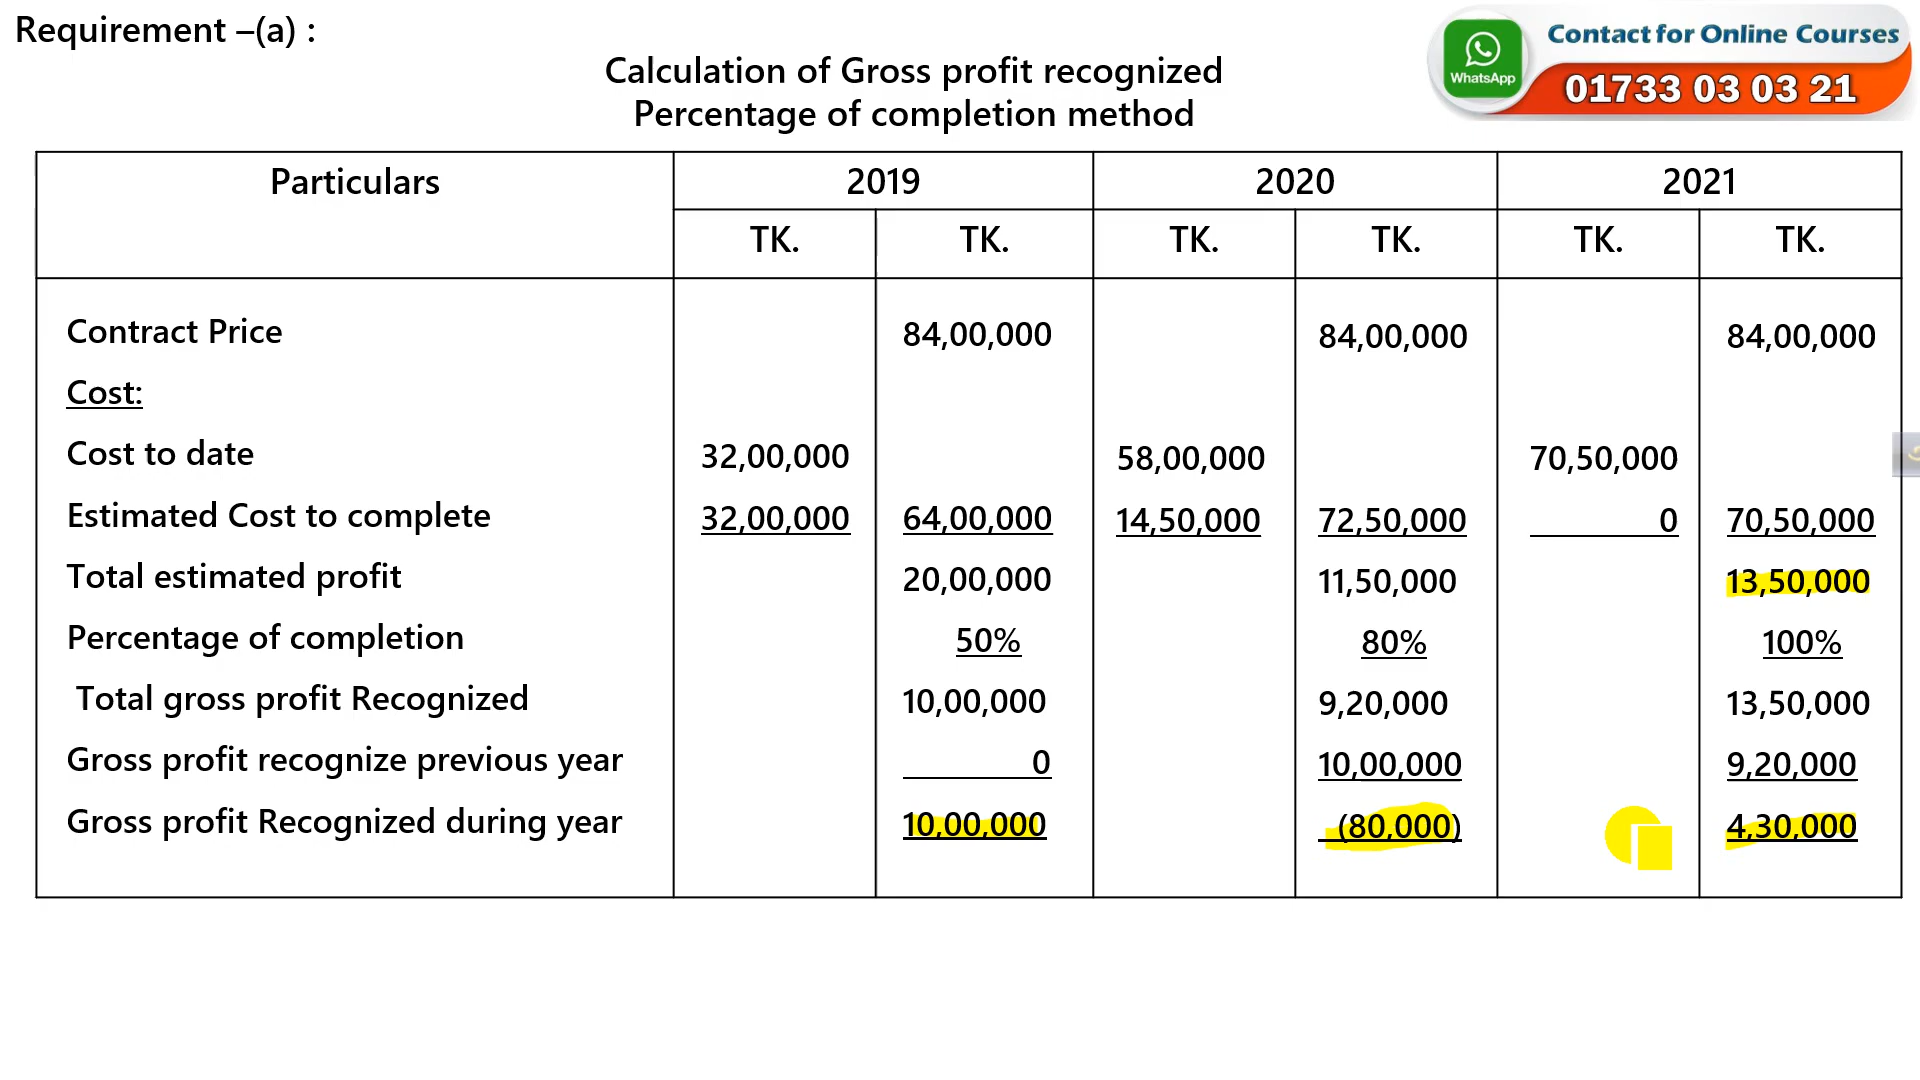 Requirement –(a) :
Contact for Online Courses
WhatsApp
01733 03 03 21
Calculation of Gross profit recognized
Percentage of completion method
Particulars 2019 2020 2021
TK. TK. TK. TK. TK. TK.
Contract Price 84,00,000 84,00,000 84,00,000
Cost:
Cost to date 32,00,000 58,00,000 70,50,000
Estimated Cost to complete 32,00,000 64,00,000 14,50,000 72,50,000 0 70,50,000
Total estimated profit 20,00,000 11,50,000 13,50,000
Percentage of completion 50% 80% 100%
Total gross profit Recognized 10,00,000 9,20,000 13,50,000
Gross profit recognize previous year 0 10,00,000 9,20,000
Gross profit Recognized during year 10,00,000 (80,000) 4,30,000